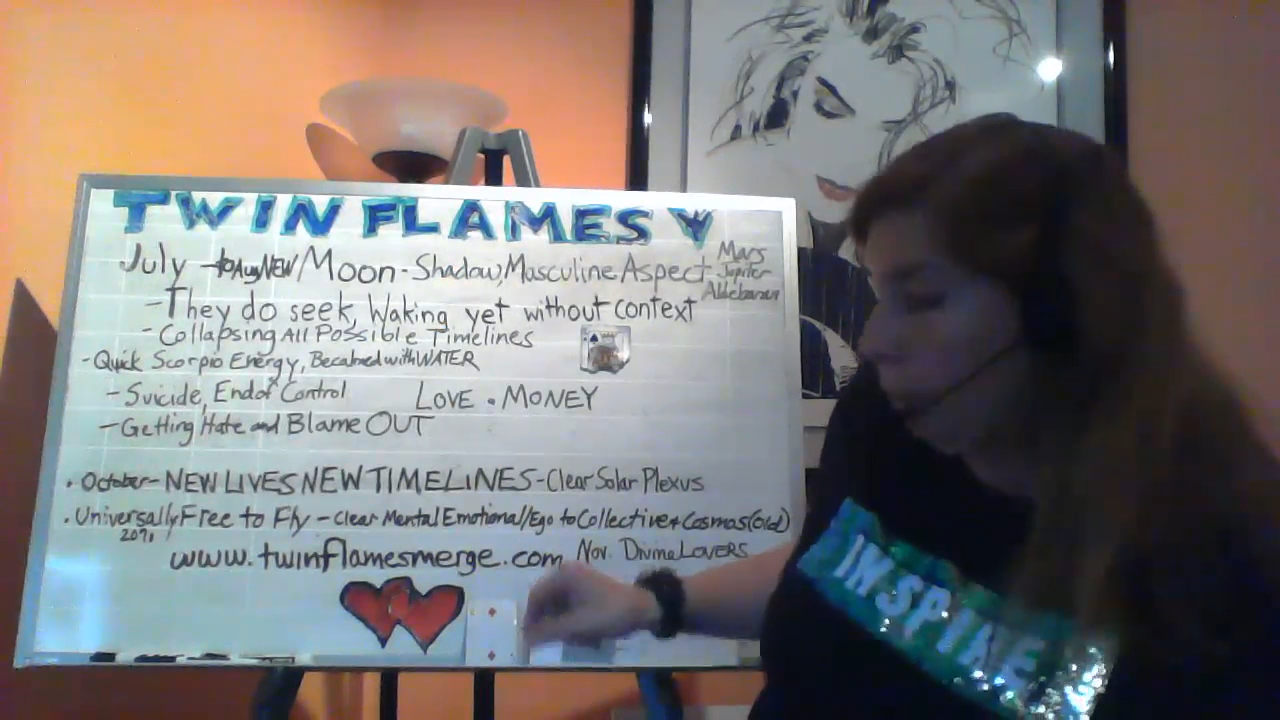 TWIN FLAMES
July - to Aug NEW Moon - Shadow, Masculine Aspect - Mars
Jupiter
Aldebaran
- They do seek, Waking yet without context
- Collapsing All Possible Timelines
- Quick Scorpio Energy, Becalmed with WATER
- Suicide, End of Control LOVE . MONEY
- Getting Hate and Blame OUT
. October - NEW LIVES NEW TIMELINES - Clear Solar Plexus
. Universally Free to Fly - Clear Mental Emotional/Ego to Collective + Cosmos (Old)
www.twinflamesmerge.com Nov. Divine LOVERS
INSPIRE